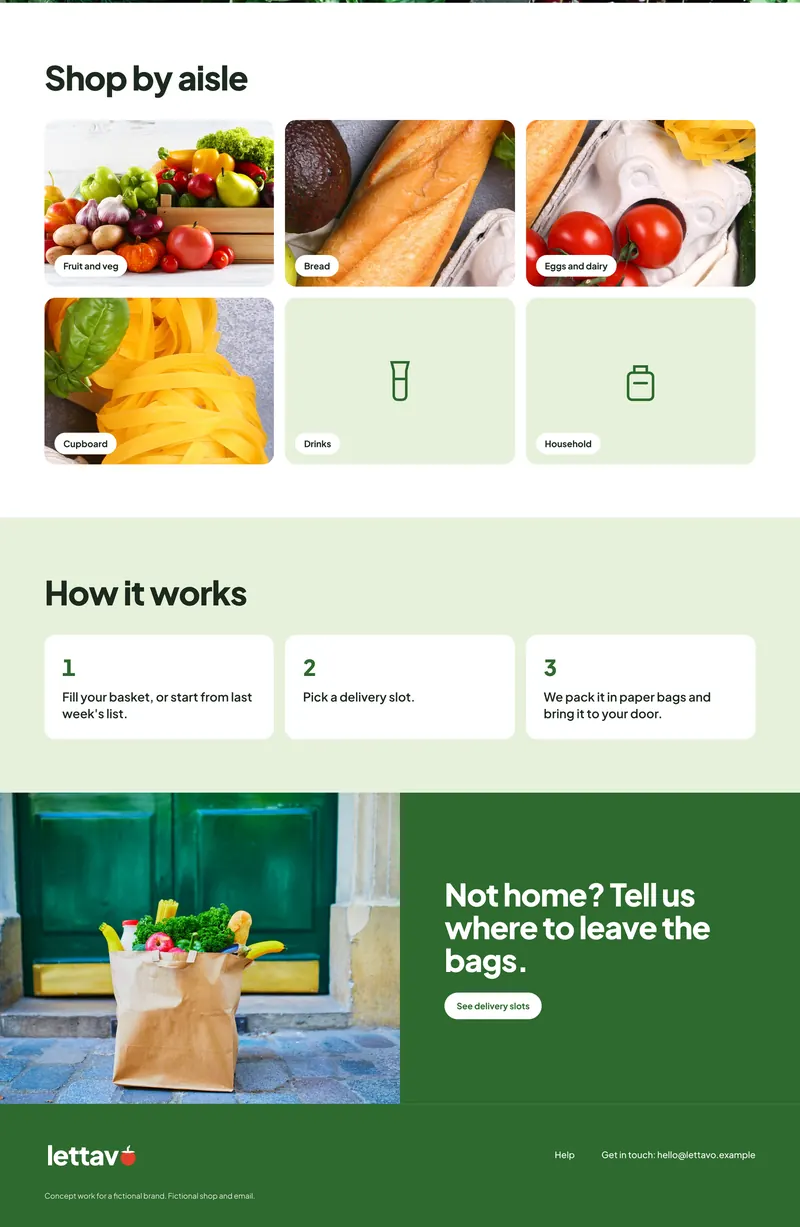 Shop by aisle
Fruit and veg
Bread
Eggs and dairy
Cupboard
Drinks
Household
How it works
1
Fill your basket, or start from last
week's list.
2
Pick a delivery slot.
3
We pack it in paper bags and
bring it to your door.
Not home? Tell us
where to leave the
bags.
See delivery slots
lettavo
Help
Get in touch: hello@lettavo.example
Concept work for a fictional brand. Fictional shop and email.